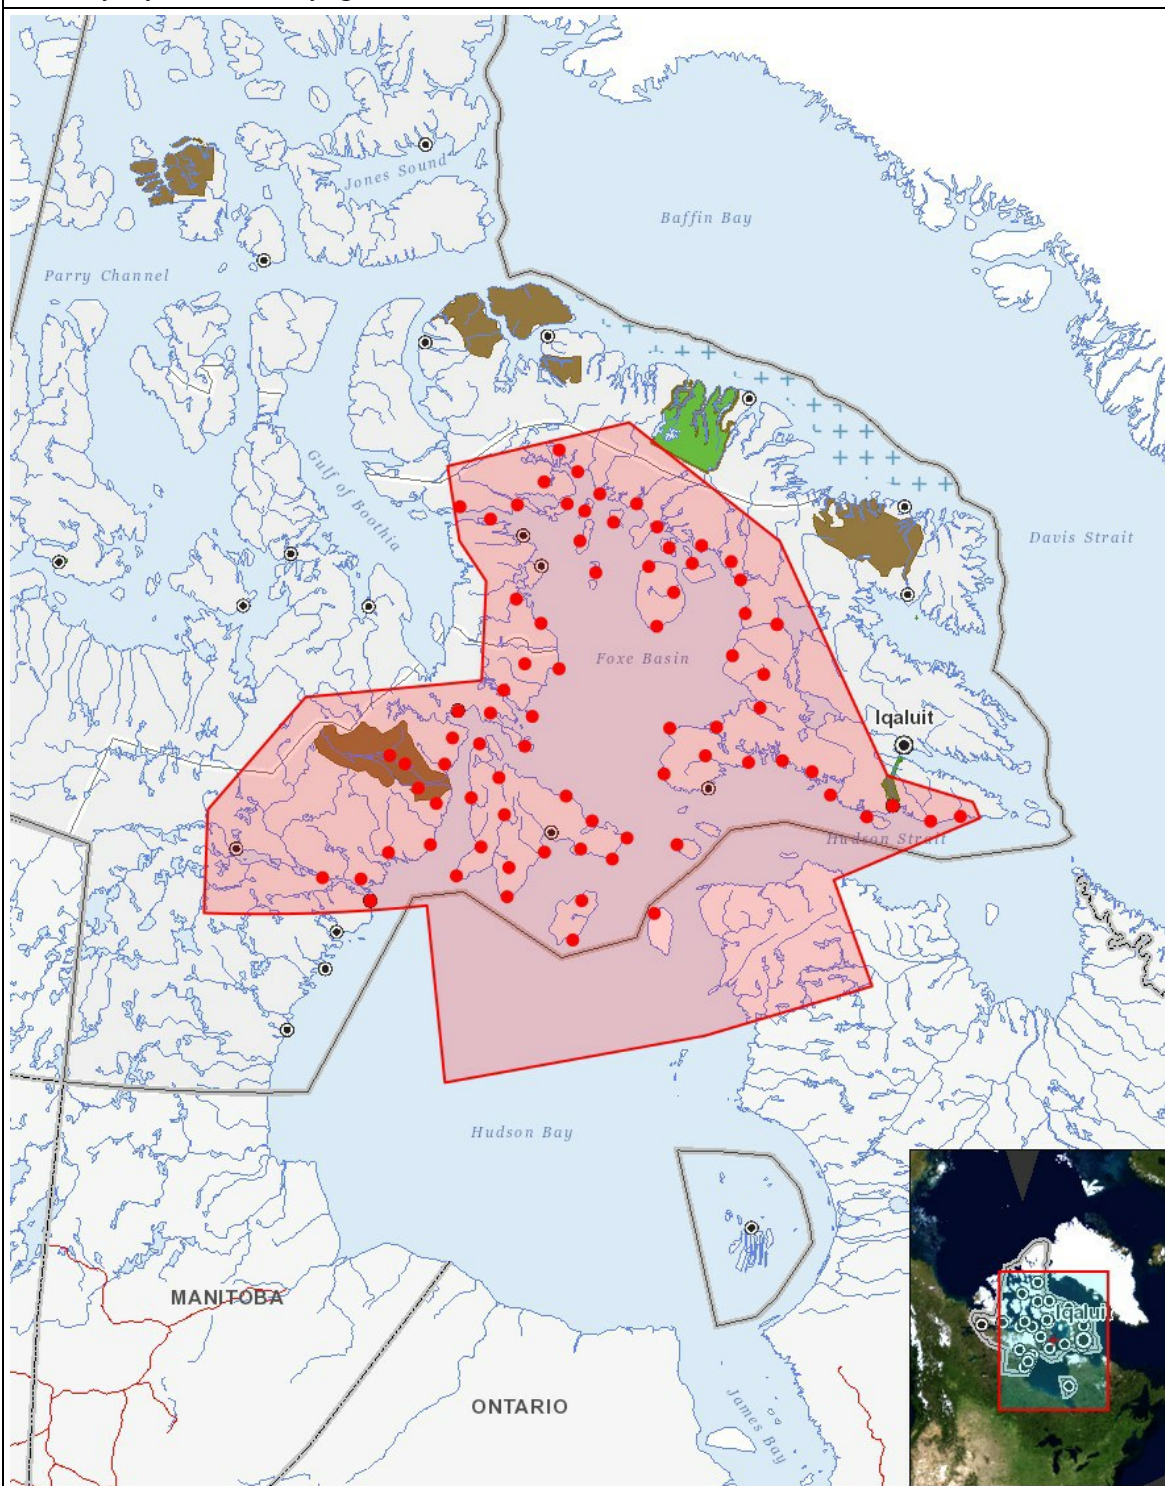 Jones Sound
Baffin Bay
Parry Channel
Gulf of Boothia
Davis Strait
Foxe Basin
Iqaluit
Hudson Strait
Hudson Bay
MANITOBA
ONTARIO
James Bay
Iqaluit